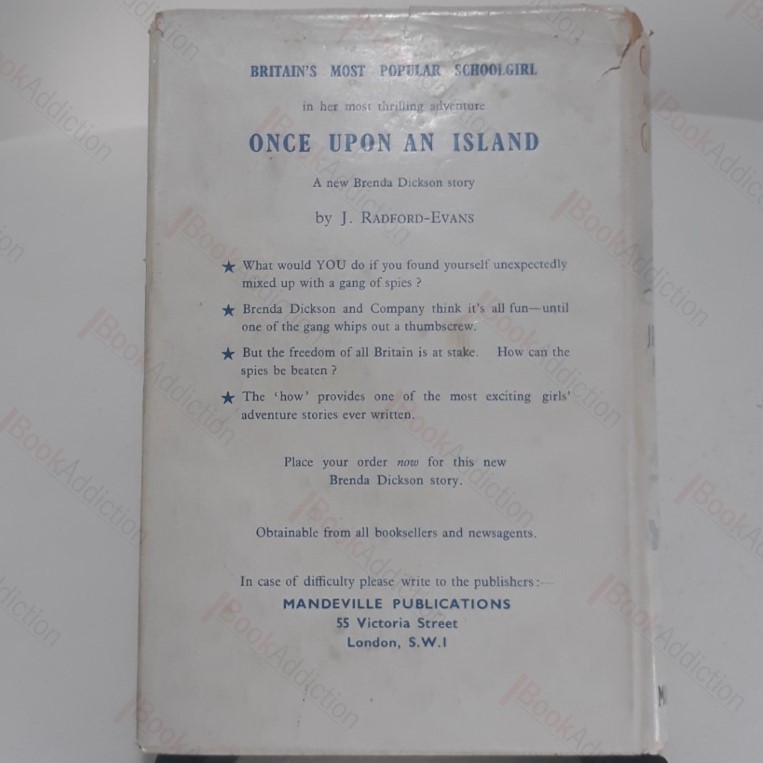 BRITAIN'S MOST POPULAR SCHOOLGIRL
in her most thrilling adventure
ONCE UPON AN ISLAND
A new Brenda Dickson story
by J. RADFORD-EVANS
★ What would YOU do if you found yourself unexpectedly
mixed up with a gang of spies ?
★ Brenda Dickson and Company think it's all fun—until
one of the gang whips out a thumbscrew.
★ But the freedom of all Britain is at stake. How can the
spies be beaten ?
★ The 'how' provides one of the most exciting girls'
adventure stories ever written.
Place your order now for this new
Brenda Dickson story.
Obtainable from all booksellers and newsagents.
In case of difficulty please write to the publishers:—
MANDEVILLE PUBLICATIONS
55 Victoria Street
London, S.W.1
BookAddiction